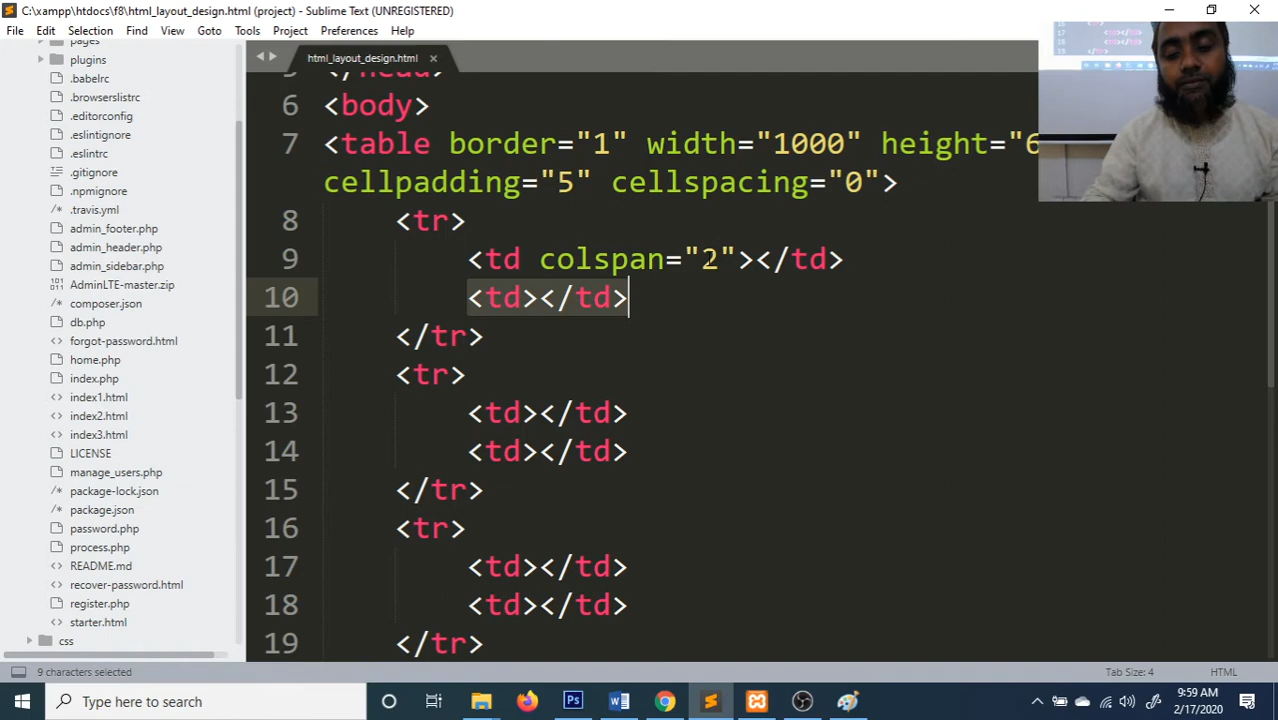 C:\xampp\htdocs\f8\html_layout_design.html (project) - Sublime Text (UNREGISTERED)
File Edit Selection Find View Goto Tools Project Preferences Help
pages
plugins
.babelrc
.browserslistrc
.editorconfig
.eslintignore
.eslintrc
.gitignore
.npmignore
.travis.yml
admin_footer.php
admin_header.php
admin_sidebar.php
AdminLTE-master.zip
composer.json
db.php
forgot-password.html
home.php
index.php
index1.html
index2.html
index3.html
LICENSE
manage_users.php
package-lock.json
package.json
password.php
process.php
README.md
recover-password.html
register.php
starter.html
css
html_layout_design.html
5 </head>
6 <body>
7 <table border="1" width="1000" height="6
cellpadding="5" cellspacing="0">
8 <tr>
9 <td colspan="2"></td>
10 <td></td>
11 </tr>
12 <tr>
13 <td></td>
14 <td></td>
15 </tr>
16 <tr>
17 <td></td>
18 <td></td>
19 </tr>
9 characters selected
Tab Size: 4
HTML
Type here to search
9:59 AM
2/17/2020